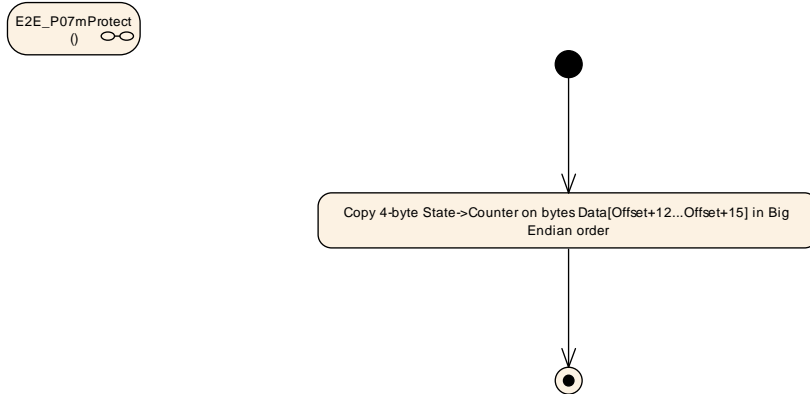 E2E_P07mProtect
()
Copy 4-byte State->Counter on bytes Data[Offset+12...Offset+15] in Big
Endian order